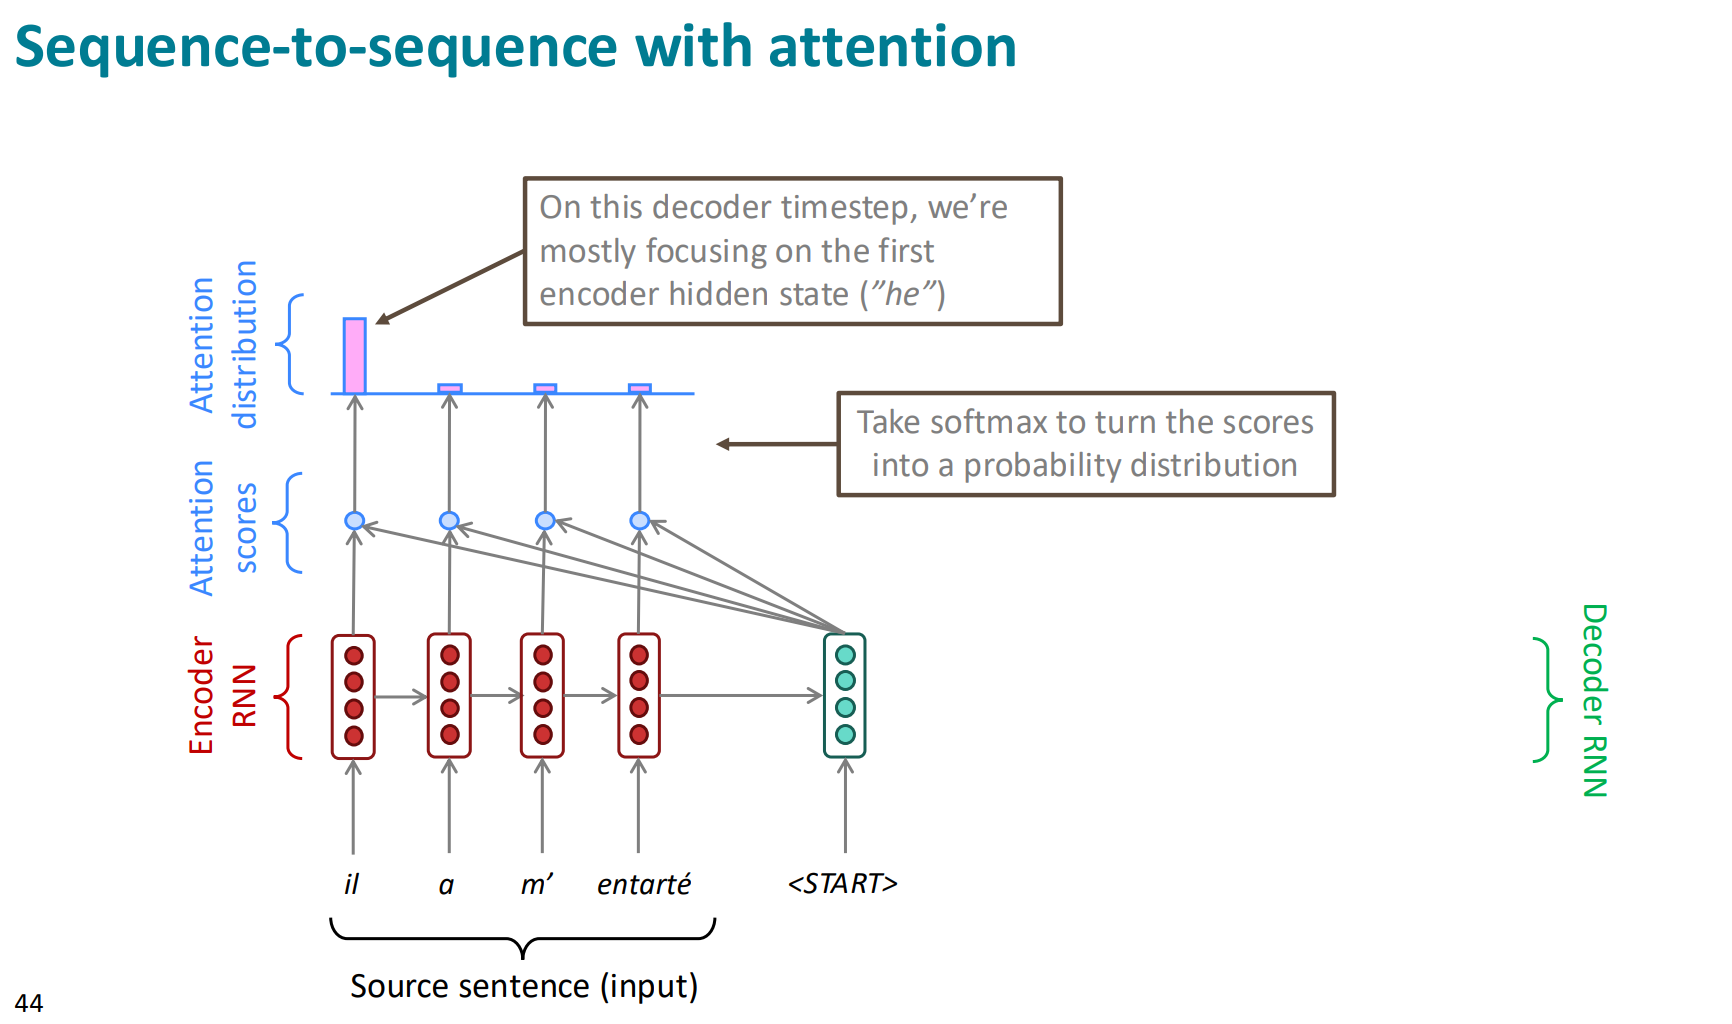 Sequence-to-sequence with attention
On this decoder timestep, we’re
mostly focusing on the first
encoder hidden state (”he”)
Attention
distribution
Take softmax to turn the scores
into a probability distribution
Attention
scores
Encoder
RNN
Decoder RNN
il a m’ entarté <START>
Source sentence (input)
44